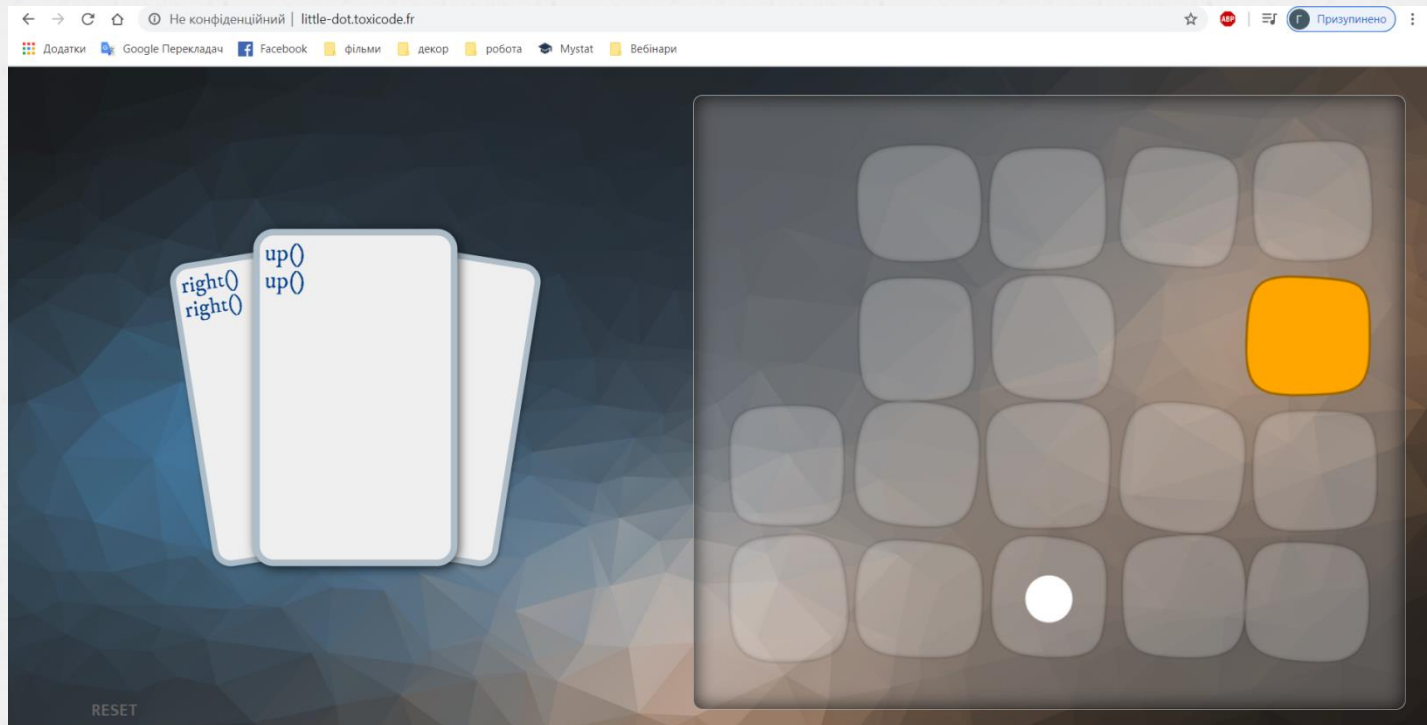 Не конфіденційний | little-dot.toxicode.fr
ABP
Г Призупинено
Додатки Google Перекладач Facebook фільми декор робота Mystat Вебінари
right()
right()
up()
up()
RESET